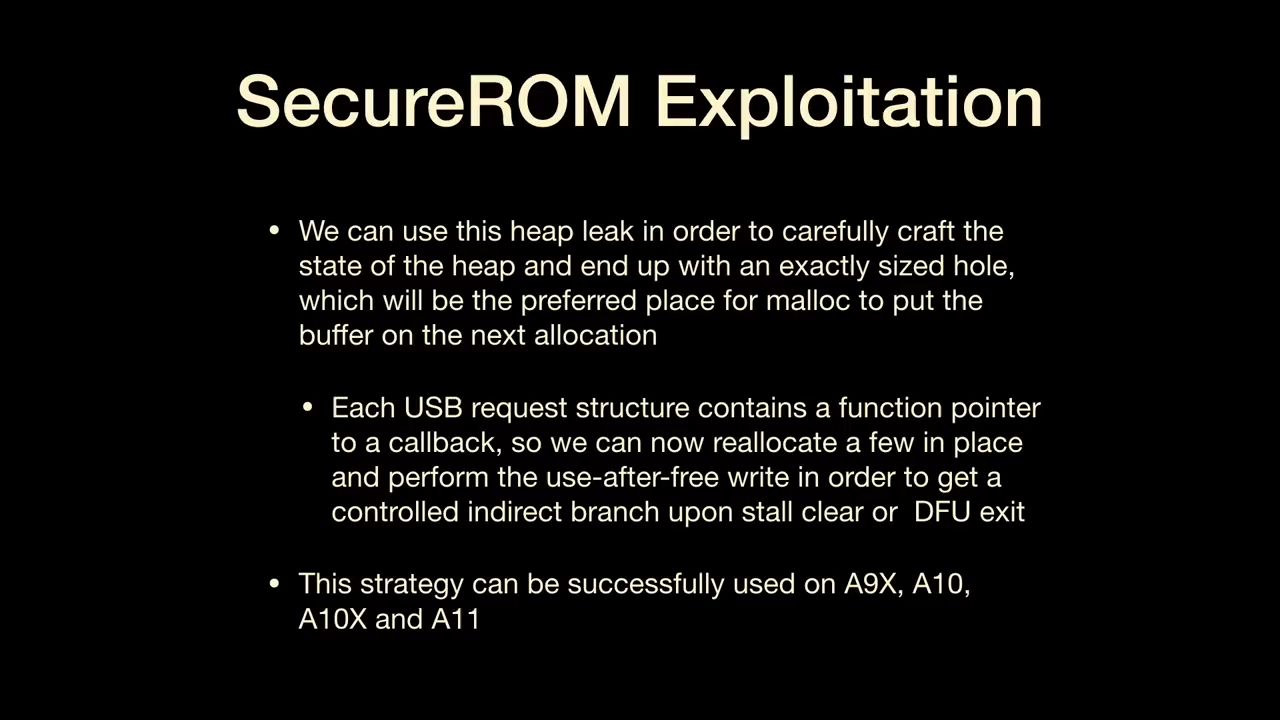 SecureROM Exploitation
• We can use this heap leak in order to carefully craft the
state of the heap and end up with an exactly sized hole,
which will be the preferred place for malloc to put the
buffer on the next allocation
• Each USB request structure contains a function pointer
to a callback, so we can now reallocate a few in place
and perform the use-after-free write in order to get a
controlled indirect branch upon stall clear or  DFU exit
• This strategy can be successfully used on A9X, A10,
A10X and A11